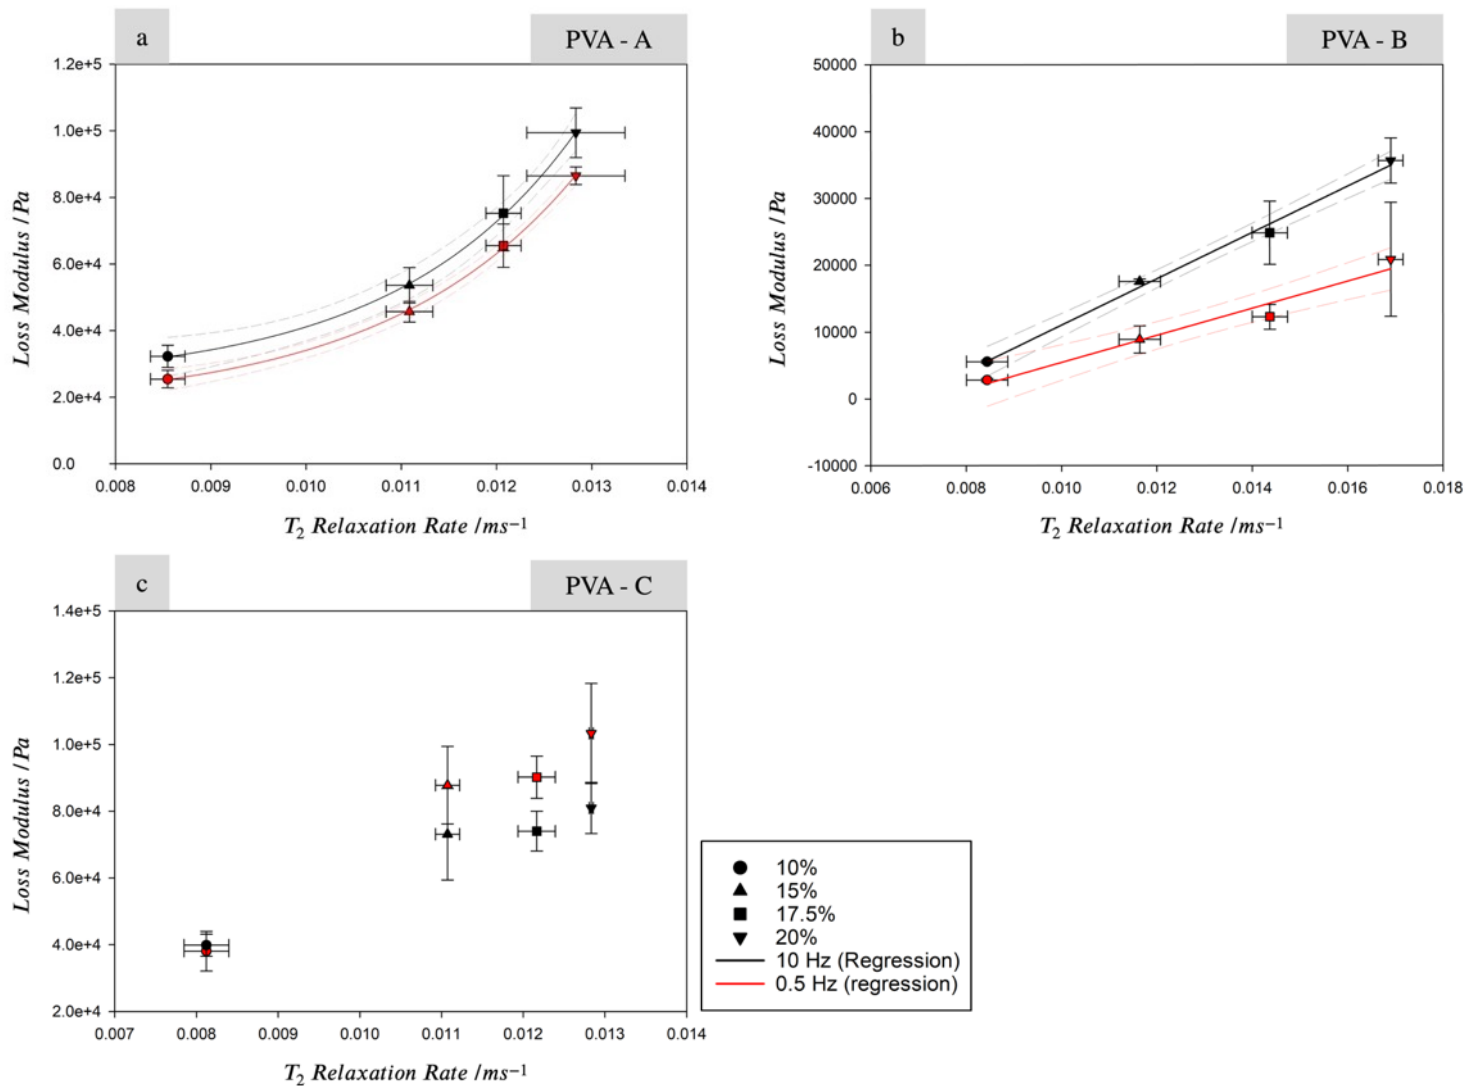 a
PVA - A
1.2e+5
1.0e+5
8.0e+4
6.0e+4
4.0e+4
2.0e+4
0.0
Loss Modulus /Pa
0.008 0.009 0.010 0.011 0.012 0.013 0.014
T₂ Relaxation Rate /ms⁻¹
b
PVA - B
50000
40000
30000
20000
10000
0
-10000
Loss Modulus /Pa
0.006 0.008 0.010 0.012 0.014 0.016 0.018
T₂ Relaxation Rate /ms⁻¹
c
PVA - C
1.4e+5
1.2e+5
1.0e+5
8.0e+4
6.0e+4
4.0e+4
2.0e+4
Loss Modulus /Pa
0.007 0.008 0.009 0.010 0.011 0.012 0.013 0.014
T₂ Relaxation Rate /ms⁻¹
10%
15%
17.5%
20%
10 Hz (Regression)
0.5 Hz (regression)